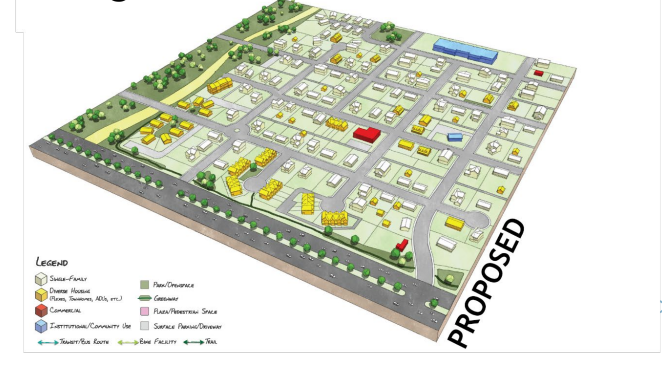 PROPOSED
LEGEND
SINGLE-FAMILY
DIVERSE HOUSING
(PLEXES, TOWNHOMES, ADUS, ETC.)
COMMERCIAL
INSTITUTIONAL/COMMUNITY USE
PARK/OPENSPACE
GREENWAY
PLAZA/PEDESTRIAN SPACE
SURFACE PARKING/DRIVEWAY
TRANSIT/BUS ROUTE
BIKE FACILITY
TRAIL